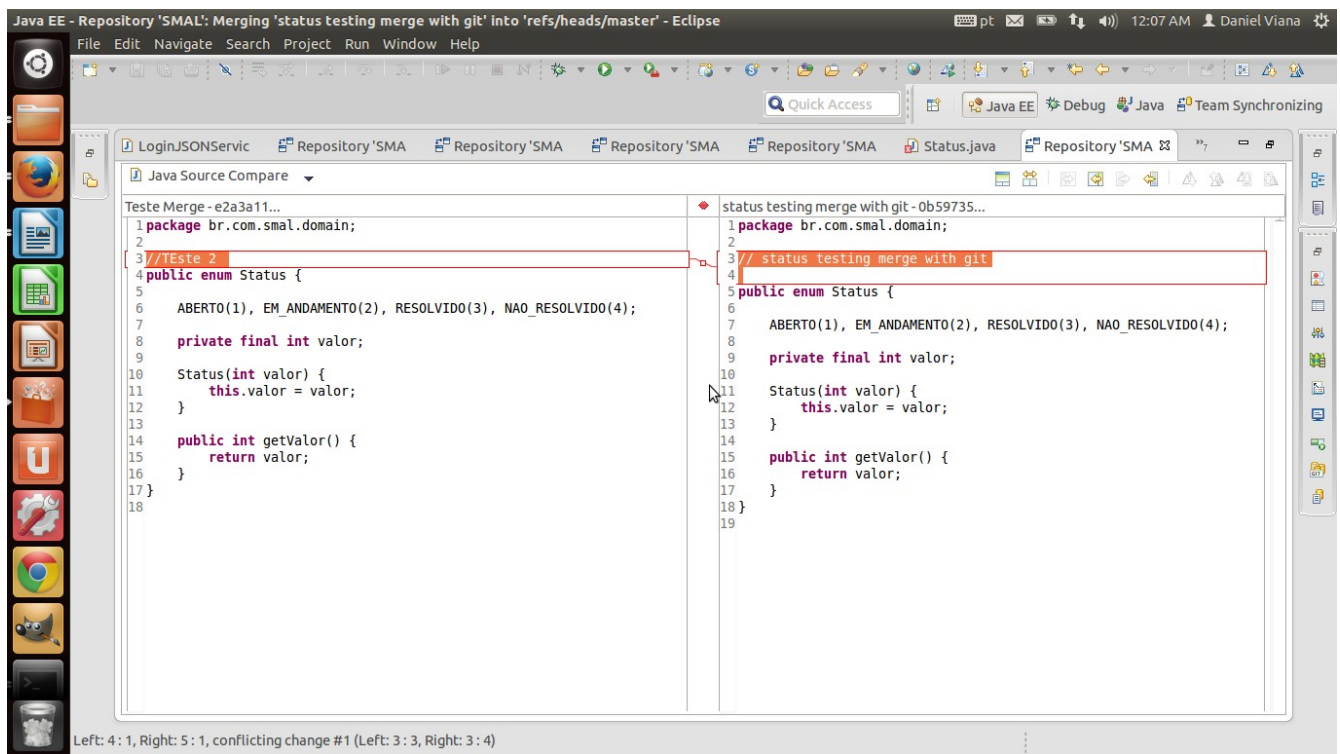 Java EE - Repository 'SMAL': Merging 'status testing merge with git' into 'refs/heads/master' - Eclipse
pt 12:07 AM Daniel Viana
File Edit Navigate Search Project Run Window Help
Quick Access Java EE Debug Java Team Synchronizing
LoginJSONServic Repository 'SMA Repository 'SMA Repository 'SMA Repository 'SMA Status.java Repository 'SMA »7
Java Source Compare
Teste Merge - e2a3a11...
1 package br.com.smal.domain;
2
3 //TEste 2
4 public enum Status {
5
6 ABERTO(1), EM_ANDAMENTO(2), RESOLVIDO(3), NAO_RESOLVIDO(4);
7
8 private final int valor;
9
10 Status(int valor) {
11 this.valor = valor;
12 }
13
14 public int getValor() {
15 return valor;
16 }
17 }
18
status testing merge with git - 0b59735...
1 package br.com.smal.domain;
2
3 // status testing merge with git
4
5 public enum Status {
6
7 ABERTO(1), EM_ANDAMENTO(2), RESOLVIDO(3), NAO_RESOLVIDO(4);
8
9 private final int valor;
10
11 Status(int valor) {
12 this.valor = valor;
13 }
14
15 public int getValor() {
16 return valor;
17 }
18 }
19
Left: 4 : 1, Right: 5 : 1, conflicting change #1 (Left: 3 : 3, Right: 3 : 4)